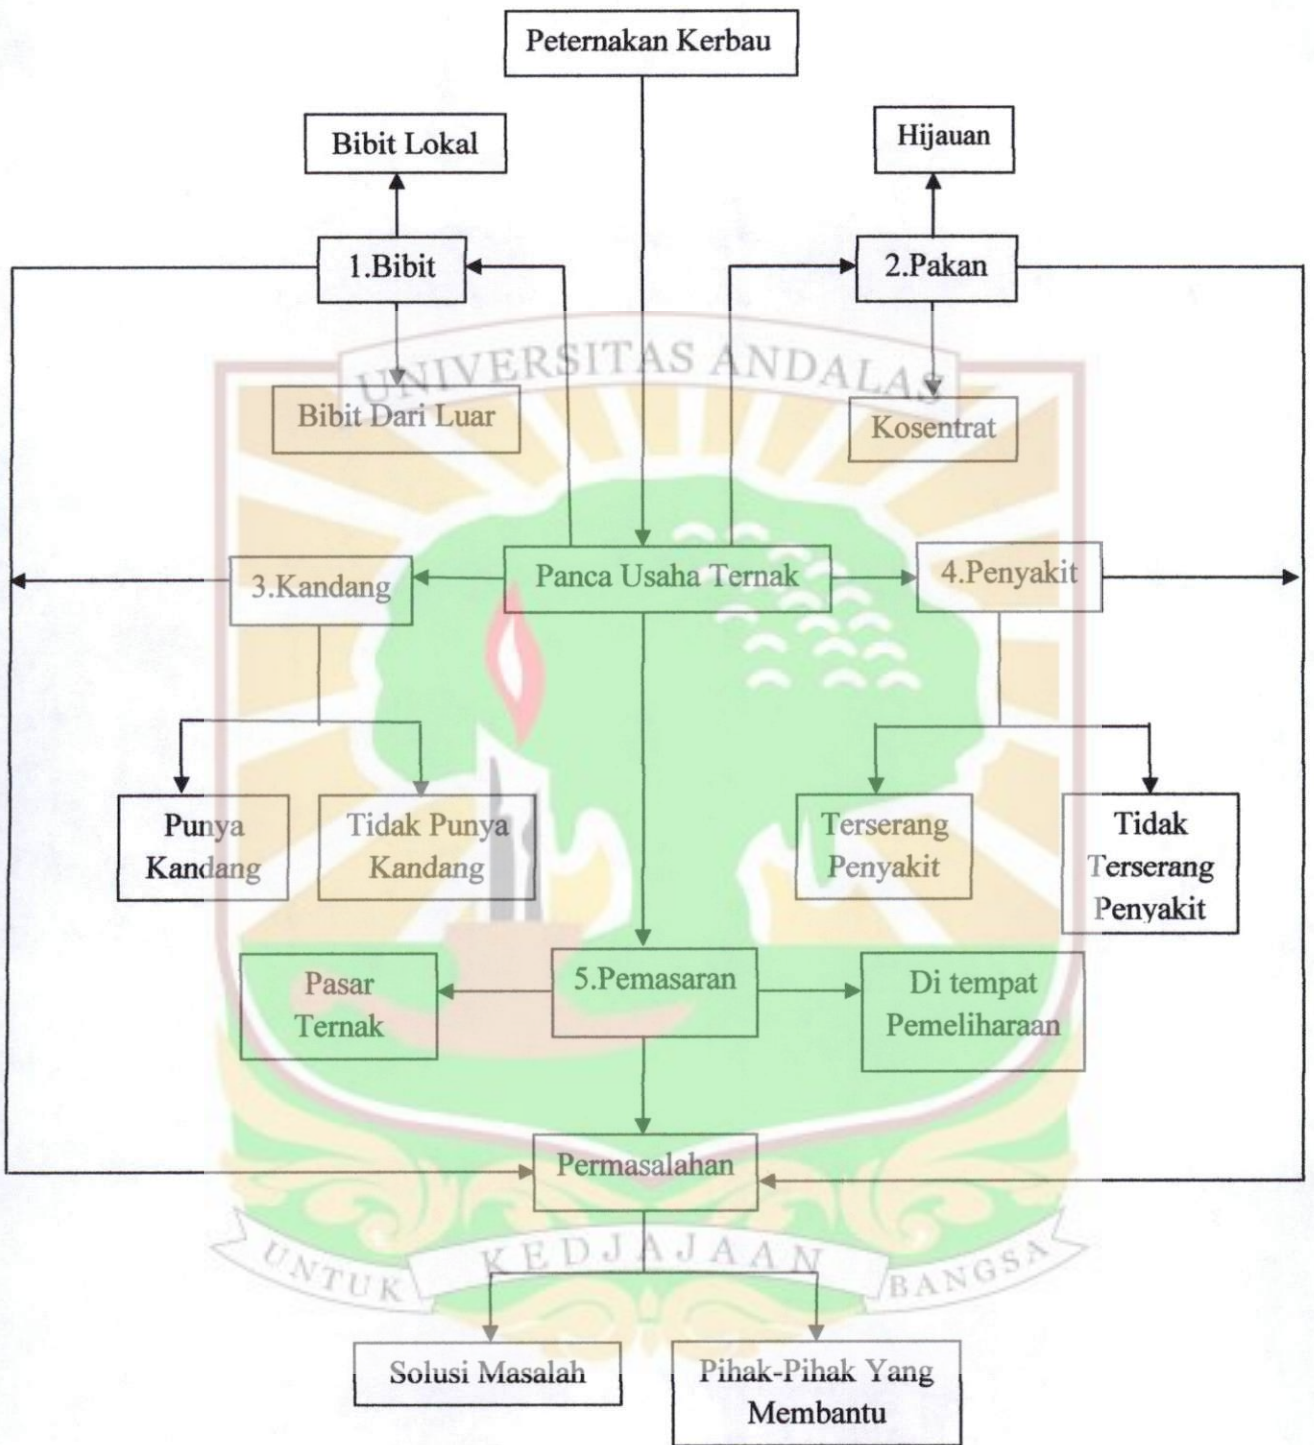 Peternakan Kerbau
Bibit Lokal
Hijauan
1.Bibit
2.Pakan
UNIVERSITAS ANDALAS
Bibit Dari Luar
Kosentrat
3.Kandang
Panca Usaha Ternak
4.Penyakit
Punya
Kandang
Tidak Punya
Kandang
Terserang
Penyakit
Tidak
Terserang
Penyakit
Pasar
Ternak
5.Pemasaran
Di tempat
Pemeliharaan
Permasalahan
UNTUK KEDJAJAAN BANGSA
Solusi Masalah
Pihak-Pihak Yang
Membantu